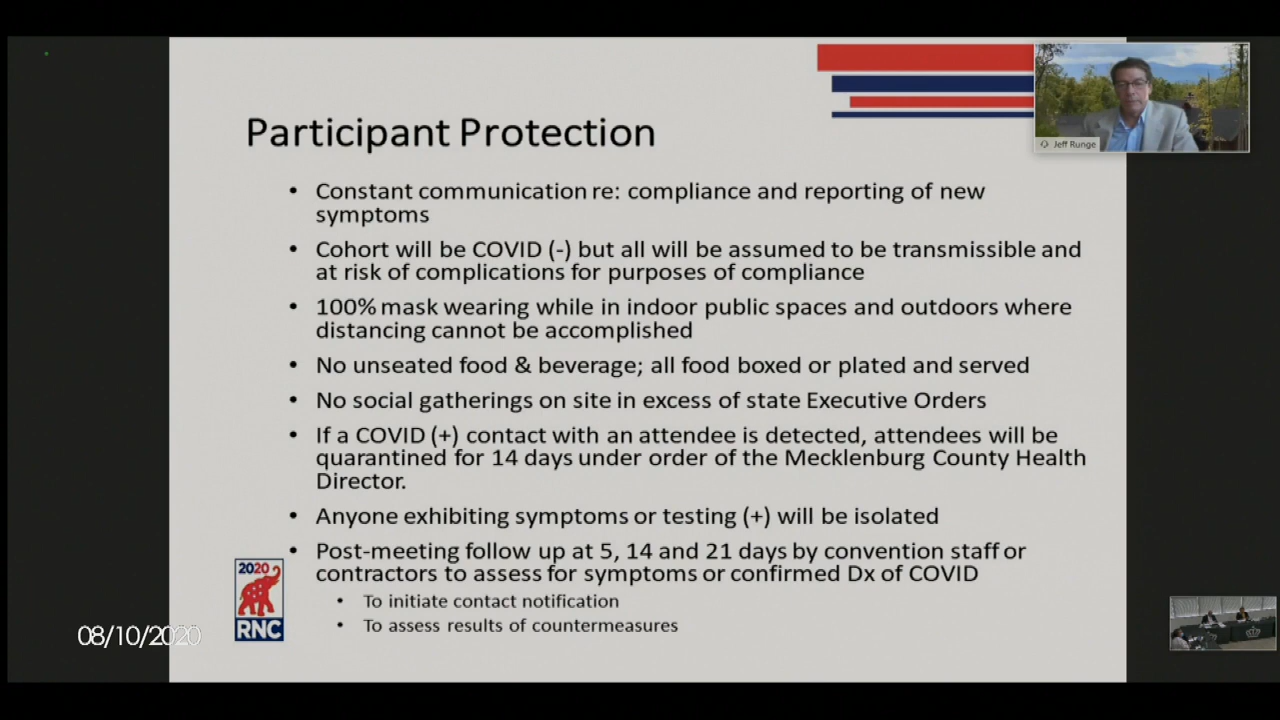 Participant Protection
• Constant communication re: compliance and reporting of new
symptoms
• Cohort will be COVID (-) but all will be assumed to be transmissible and
at risk of complications for purposes of compliance
• 100% mask wearing while in indoor public spaces and outdoors where
distancing cannot be accomplished
• No unseated food & beverage; all food boxed or plated and served
• No social gatherings on site in excess of state Executive Orders
• If a COVID (+) contact with an attendee is detected, attendees will be
quarantined for 14 days under order of the Mecklenburg County Health
Director.
• Anyone exhibiting symptoms or testing (+) will be isolated
• Post-meeting follow up at 5, 14 and 21 days by convention staff or
contractors to assess for symptoms or confirmed Dx of COVID
• To initiate contact notification
• To assess results of countermeasures
2020
RNC
08/10/2020
Jeff Runge